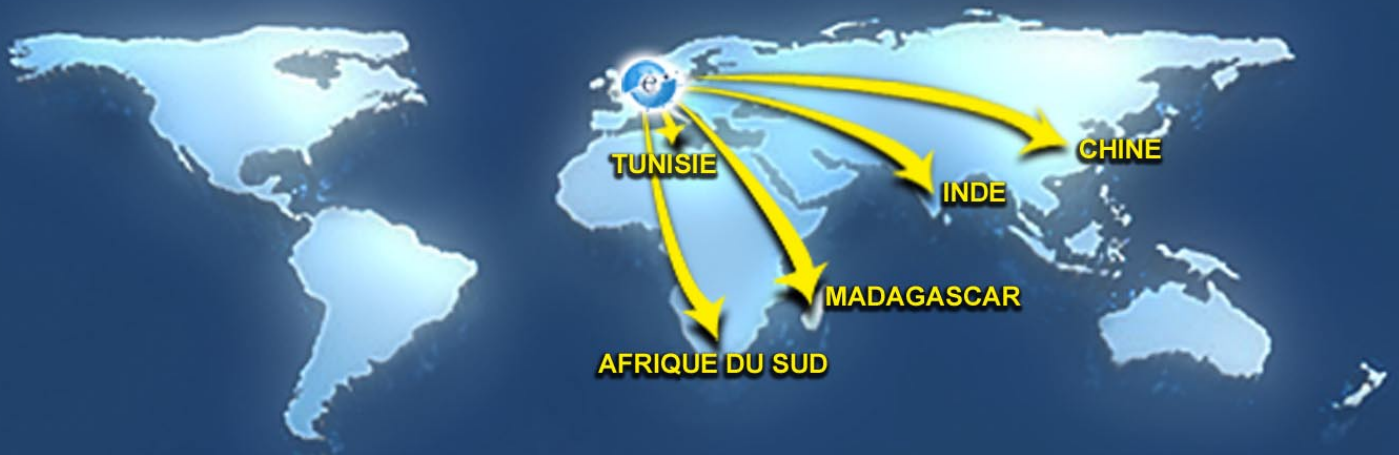 e
TUNISIE
CHINE
INDE
MADAGASCAR
AFRIQUE DU SUD